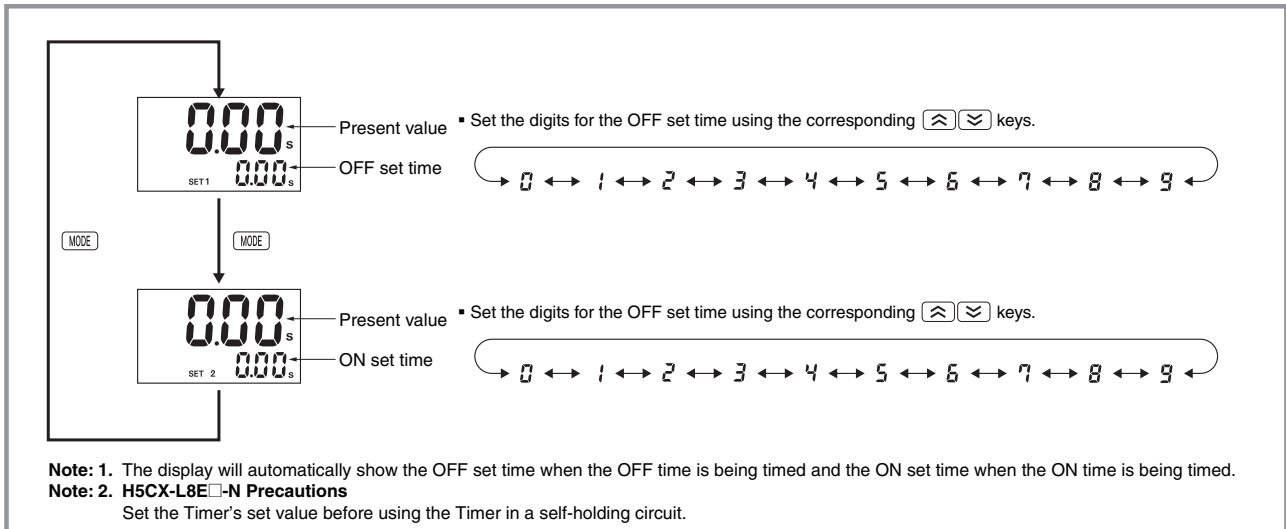 0.00 s
Present value
▪ Set the digits for the OFF set time using the corresponding keys.
SET1 0.00 s
OFF set time
0 1 2 3 4 5 6 7 8 9
MODE MODE
0.00 s
Present value
▪ Set the digits for the OFF set time using the corresponding keys.
SET 2 0.00 s
ON set time
0 1 2 3 4 5 6 7 8 9
Note: 1. The display will automatically show the OFF set time when the OFF time is being timed and the ON set time when the ON time is being timed.
Note: 2. H5CX-L8E□-N Precautions
Set the Timer's set value before using the Timer in a self-holding circuit.